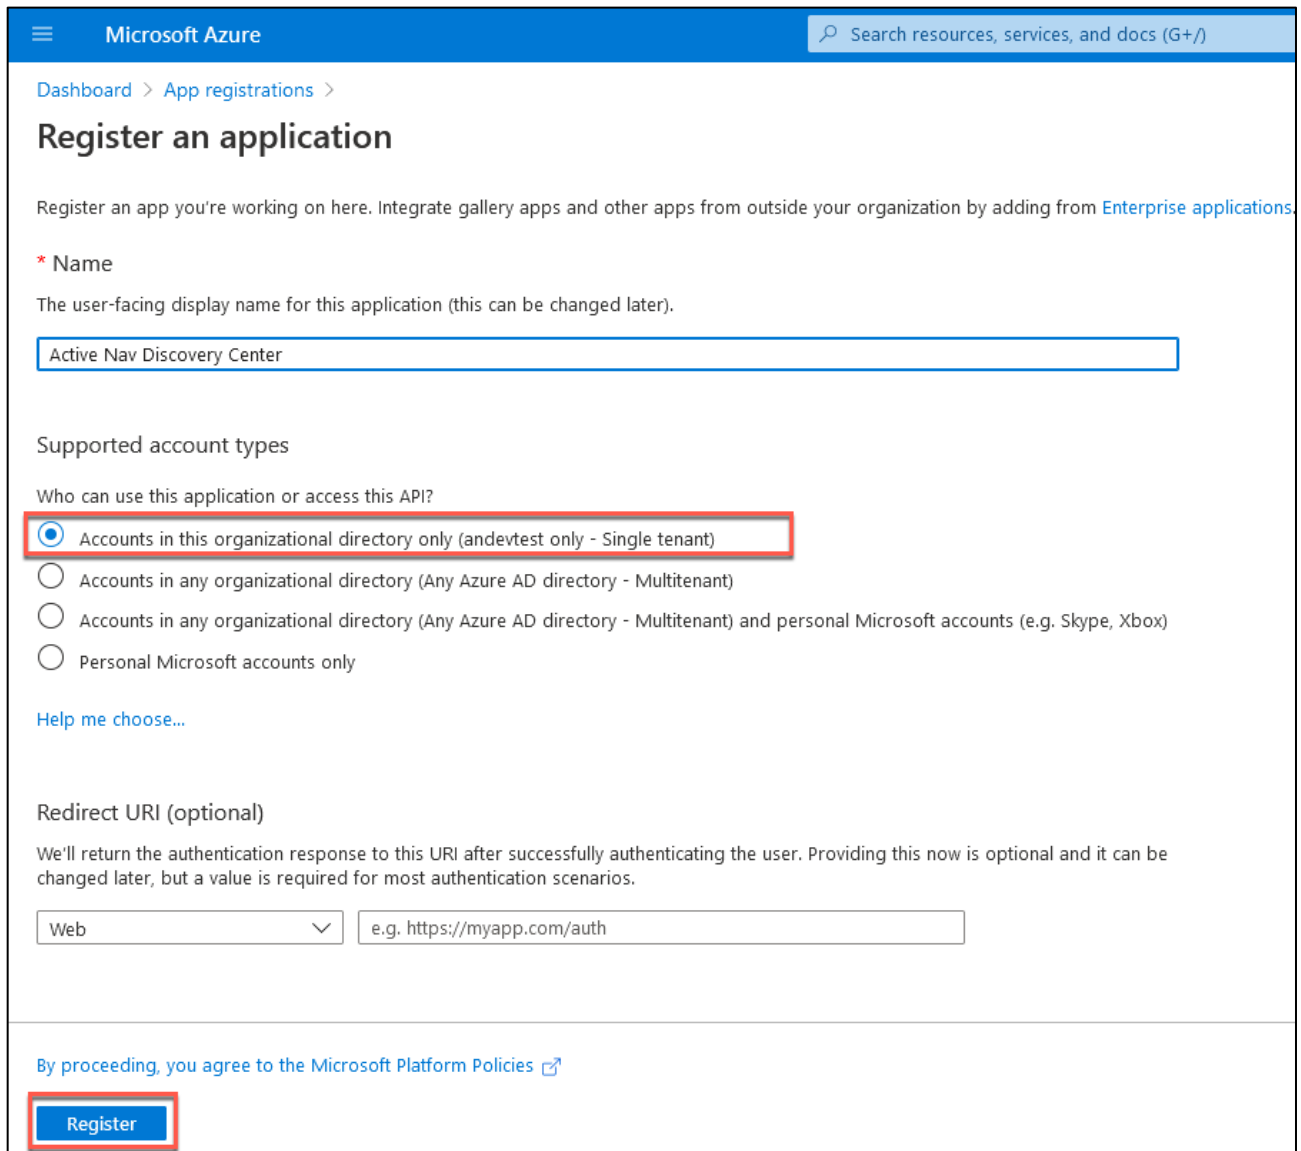 Microsoft Azure
Search resources, services, and docs (G+/)
Dashboard > App registrations >
Register an application
Register an app you're working on here. Integrate gallery apps and other apps from outside your organization by adding from Enterprise applications.
* Name
The user-facing display name for this application (this can be changed later).
Active Nav Discovery Center
Supported account types
Who can use this application or access this API?
Accounts in this organizational directory only (andevtest only - Single tenant)
Accounts in any organizational directory (Any Azure AD directory - Multitenant)
Accounts in any organizational directory (Any Azure AD directory - Multitenant) and personal Microsoft accounts (e.g. Skype, Xbox)
Personal Microsoft accounts only
Help me choose...
Redirect URI (optional)
We'll return the authentication response to this URI after successfully authenticating the user. Providing this now is optional and it can be
changed later, but a value is required for most authentication scenarios.
Web
e.g. https://myapp.com/auth
By proceeding, you agree to the Microsoft Platform Policies
Register